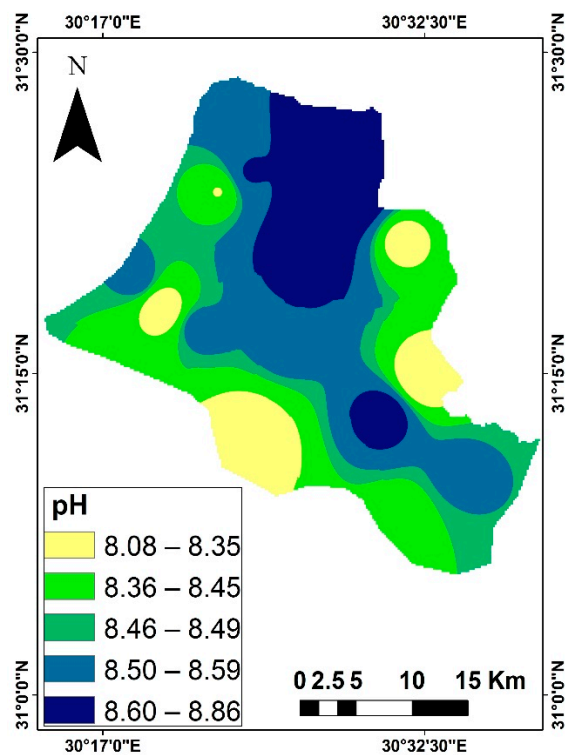 30°17'0"E 30°32'30"E
31°30'0"N 31°30'0"N
N
31°15'0"N 31°15'0"N
pH
8.08 – 8.35
8.36 – 8.45
8.46 – 8.49
8.50 – 8.59
8.60 – 8.86
0 2.5 5 10 15 Km
31°0'0"N 31°0'0"N
30°17'0"E 30°32'30"E